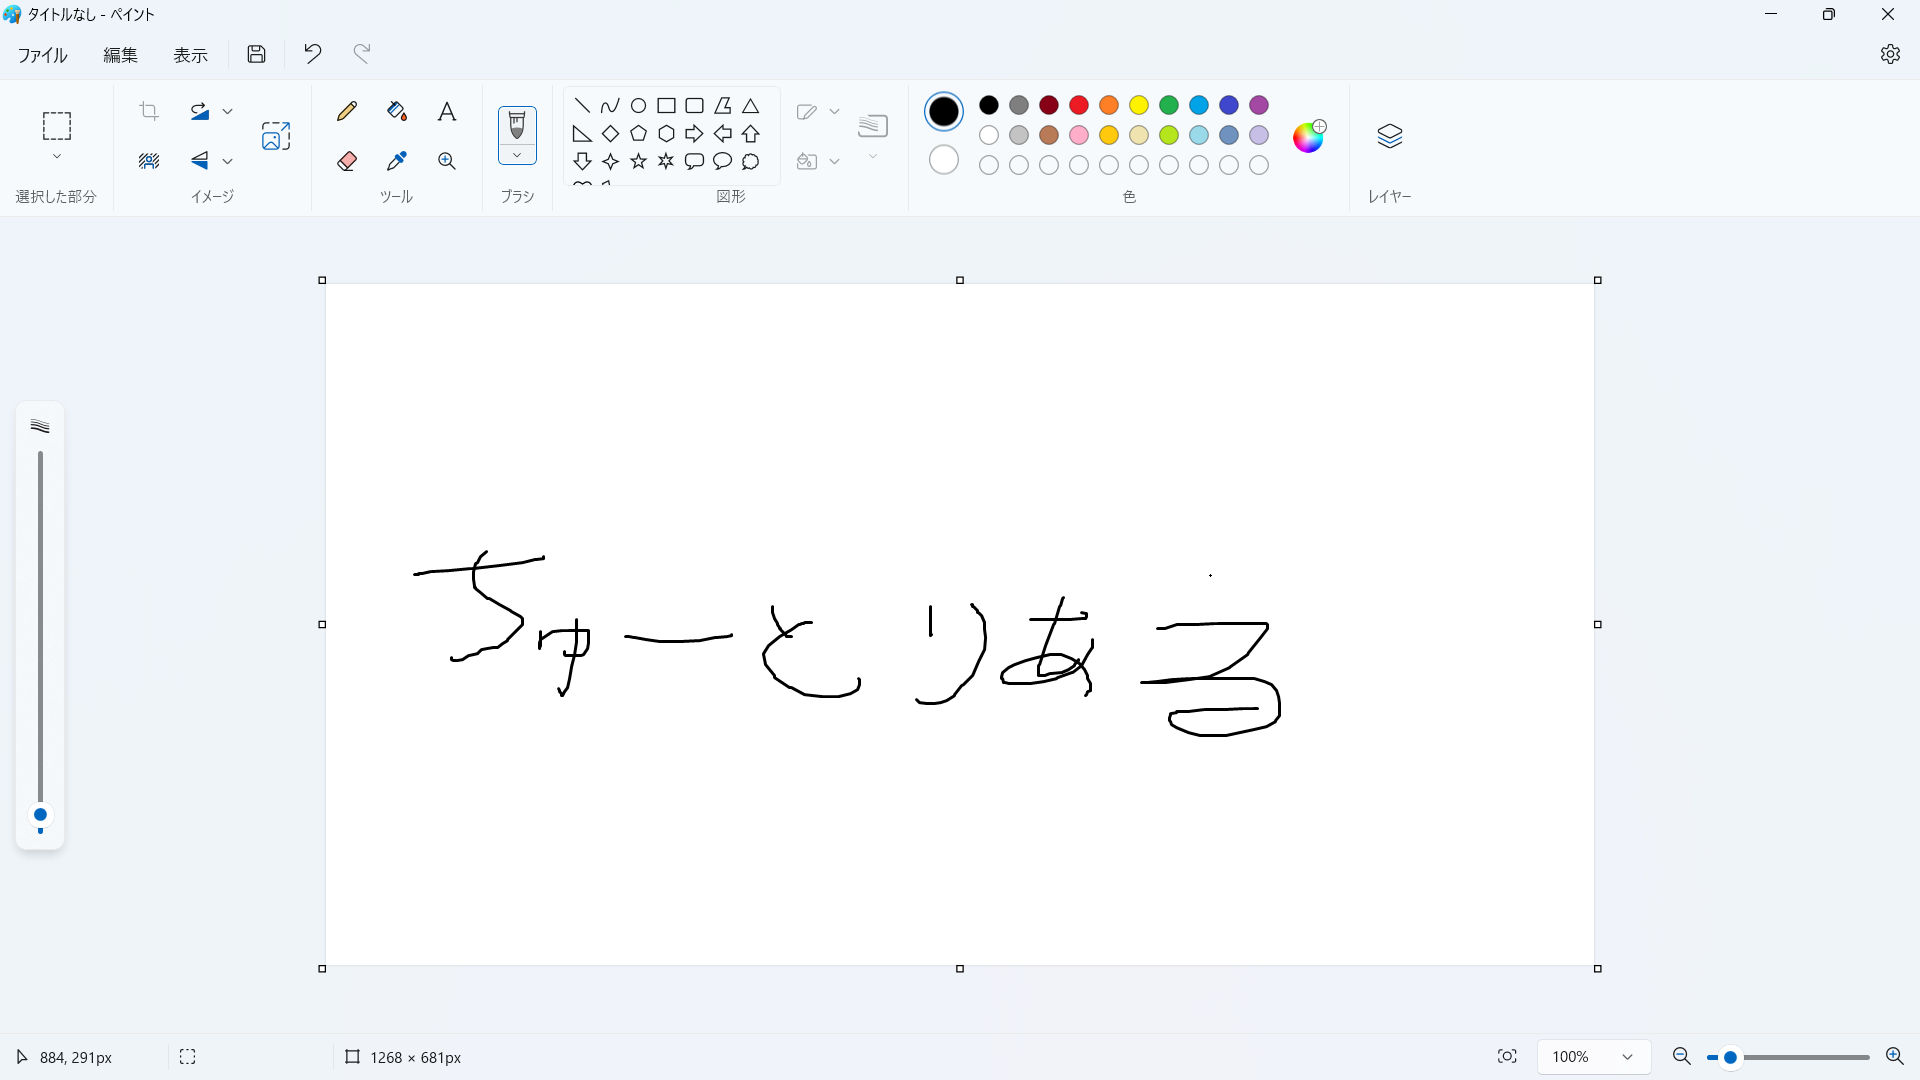 タイトルなし - ペイント
ファイル 編集 表示
選択した部分 イメージ ツール ブラシ 図形 色 レイヤー
ちゅーとりある
884, 291px 1268 × 681px 100%